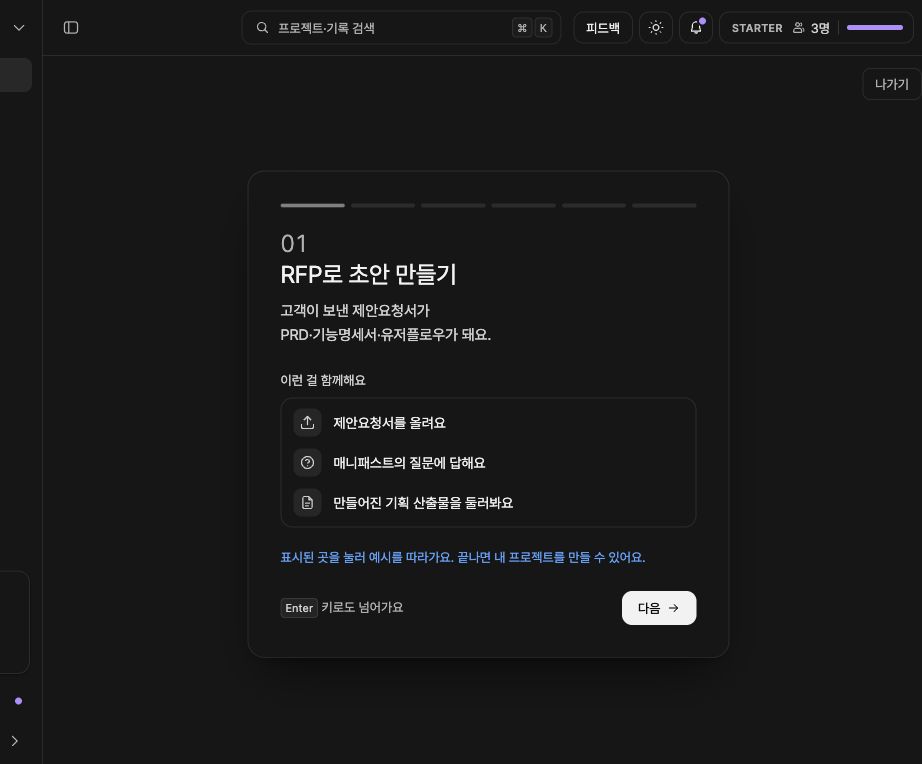 프로젝트·기록 검색
⌘ K
피드백
STARTER 3명
나가기
01
RFP로 초안 만들기
고객이 보낸 제안요청서가
PRD·기능명세서·유저플로우가 돼요.
이런 걸 함께해요
제안요청서를 올려요
매니패스트의 질문에 답해요
만들어진 기획 산출물을 둘러봐요
표시된 곳을 눌러 예시를 따라가요. 끝나면 내 프로젝트를 만들 수 있어요.
Enter 키로도 넘어가요
다음 →